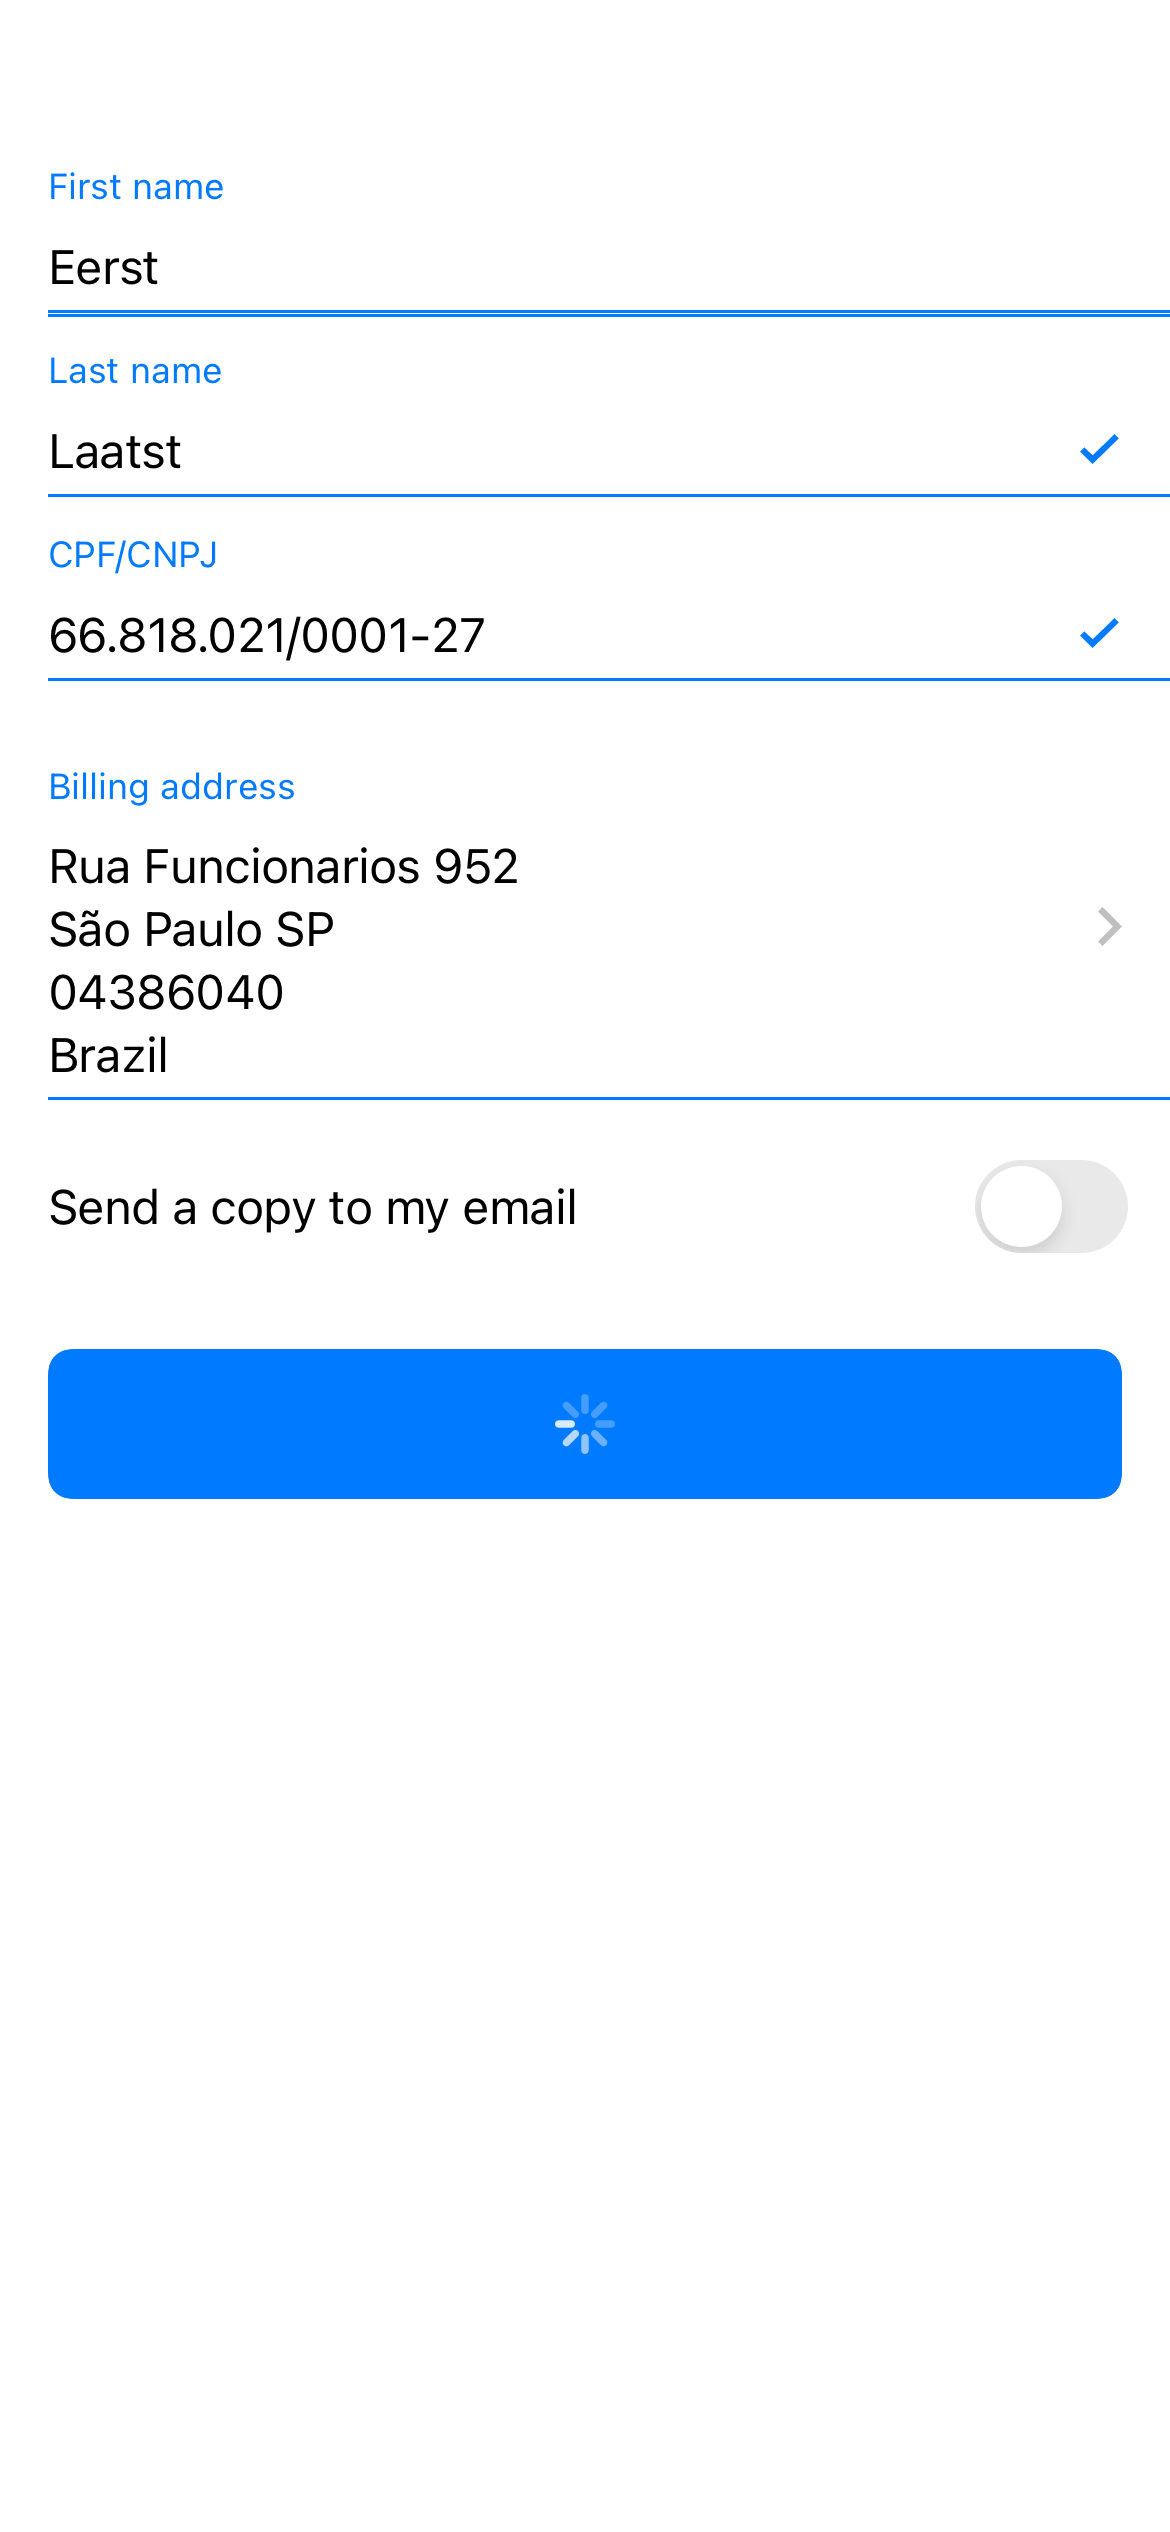 First name
Eerst
Last name
Laatst
CPF/CNPJ
66.818.021/0001-27
Billing address
Rua Funcionarios 952
São Paulo SP
04386040
Brazil
Send a copy to my email